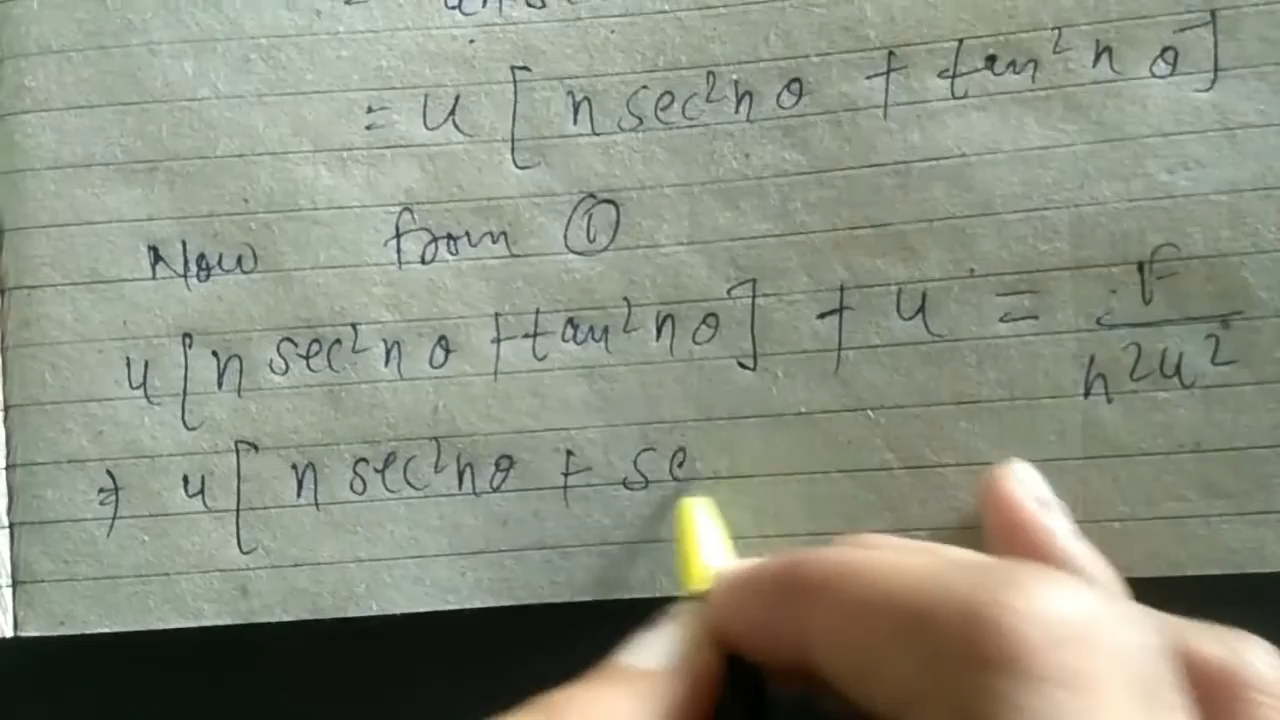 = u [ n sec²nθ + tan²nθ]
Now from ①
u [n sec²nθ + tan²nθ] + u = F / h²u²
⇒ u [ n sec²nθ + se